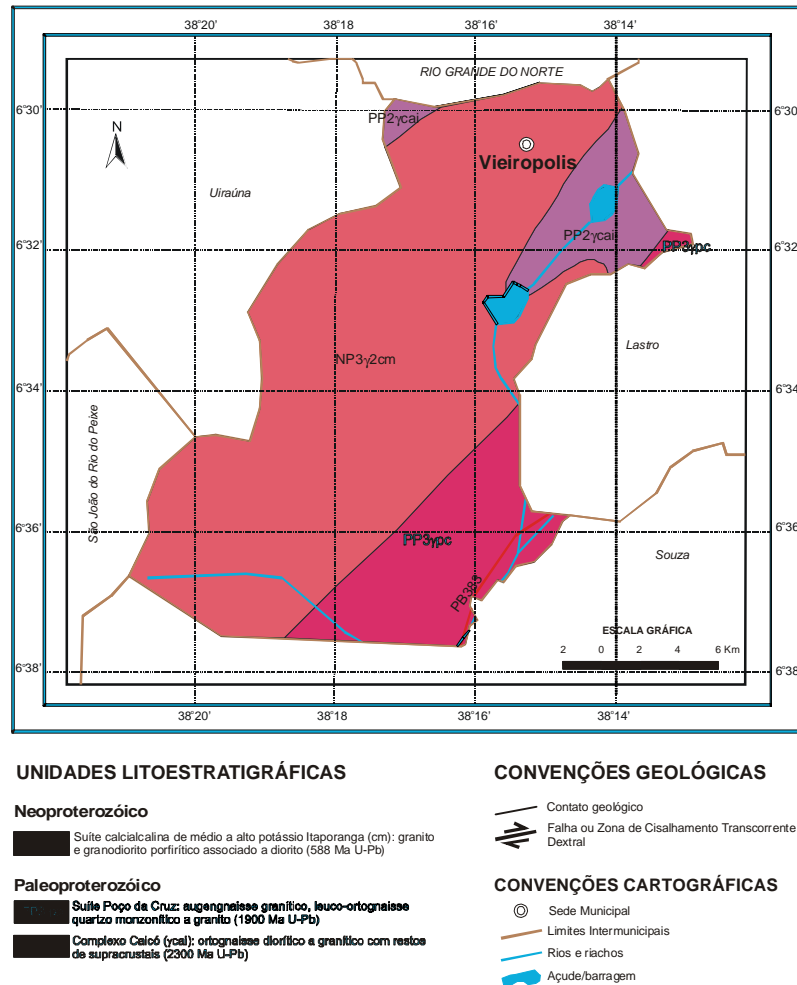 38°20' 38°18' 38°16' 38°14'
RIO GRANDE DO NORTE
6°30' 6°30'
PP2γcai
N
Vieiropolis
Uiraúna
PP2γcai
6°32' 6°32'
PP3γpc
Lastro
NP3γ2cm
6°34' 6°34'
São João do Rio do Peixe
6°36' 6°36'
PP3γpc
Souza
PB383
ESCALA GRÁFICA
2 0 2 4 6 Km
6°38' 6°38'
38°20' 38°18' 38°16' 38°14'
UNIDADES LITOESTRATIGRÁFICAS
Neoproterozóico
Suíte calcialcalina de médio a alto potássio Itaporanga (cm): granito
e granodiorito porfirítico associado a diorito (588 Ma U-Pb)
Paleoproterozóico
Suíte Poço da Cruz: augengnaisse granítico, leuco-ortognaisse
quartzo monzonítico a granito (1900 Ma U-Pb)
Complexo Caicó (γcai): ortognaisse diorítico a granítico com restos
de supracrustais (2300 Ma U-Pb)
CONVENÇÕES GEOLÓGICAS
Contato geológico
Falha ou Zona de Cisalhamento Transcorrente
Dextral
CONVENÇÕES CARTOGRÁFICAS
Sede Municipal
Limites Intermunicipais
Rios e riachos
Açude/barragem